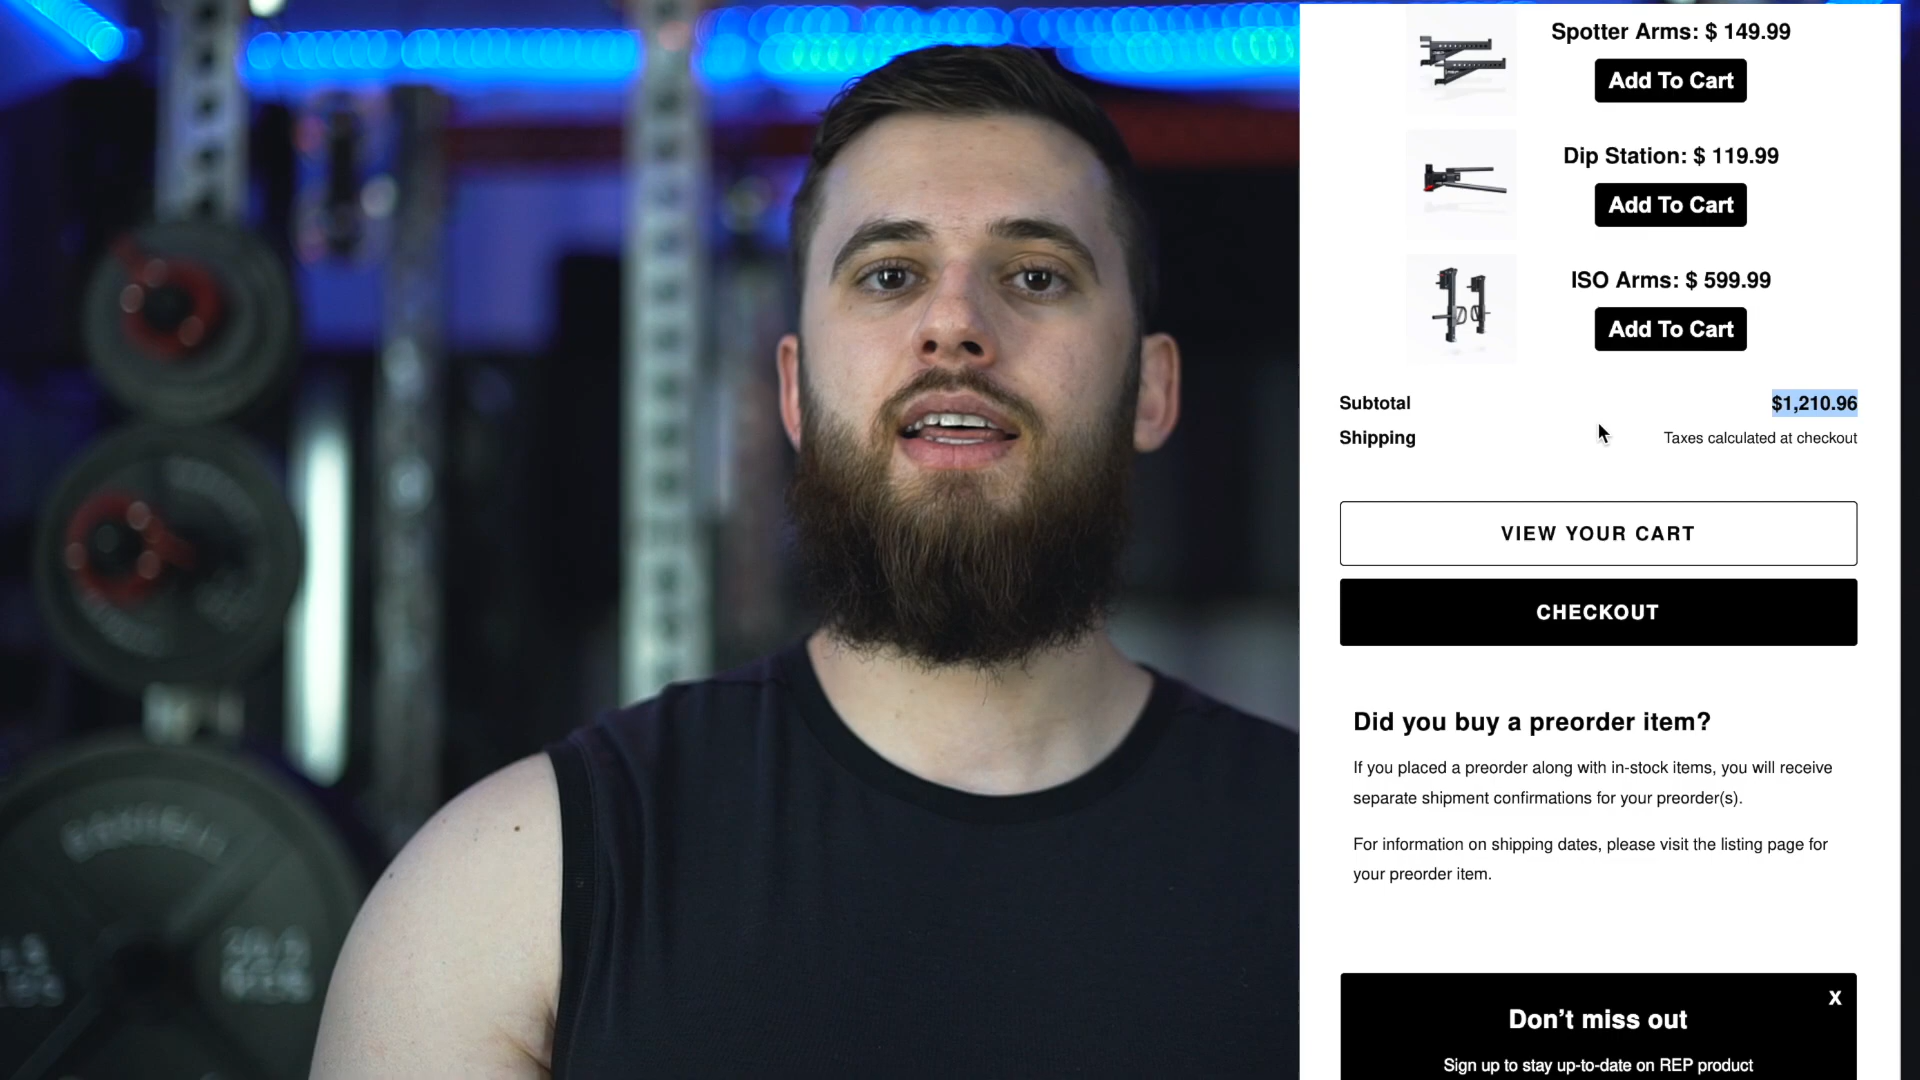 Spotter Arms: $ 149.99
Add To Cart
Dip Station: $ 119.99
Add To Cart
ISO Arms: $ 599.99
Add To Cart
Subtotal $1,210.96
Shipping Taxes calculated at checkout
VIEW YOUR CART
CHECKOUT
Did you buy a preorder item?
If you placed a preorder along with in-stock items, you will receive
separate shipment confirmations for your preorder(s).
For information on shipping dates, please visit the listing page for
your preorder item.
X
Don’t miss out
Sign up to stay up-to-date on REP product